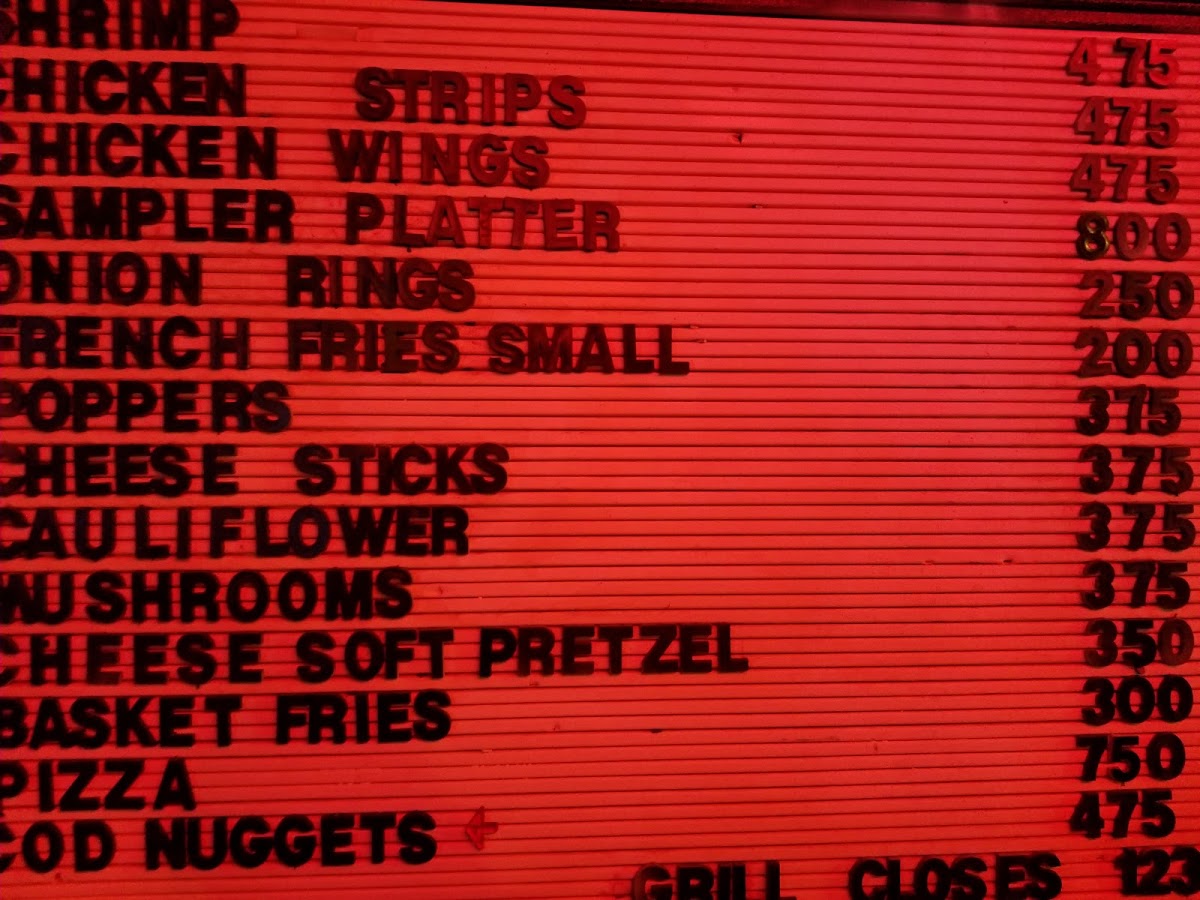 SHRIMP 475
CHICKEN STRIPS 475
CHICKEN WINGS 475
SAMPLER PLATTER 800
ONION RINGS 250
FRENCH FRIES SMALL 200
POPPERS 375
CHEESE STICKS 375
CAULIFLOWER 375
MUSHROOMS 375
CHEESE SOFT PRETZEL 350
BASKET FRIES 300
PIZZA 750
COD NUGGETS 475
GRILL CLOSES 123